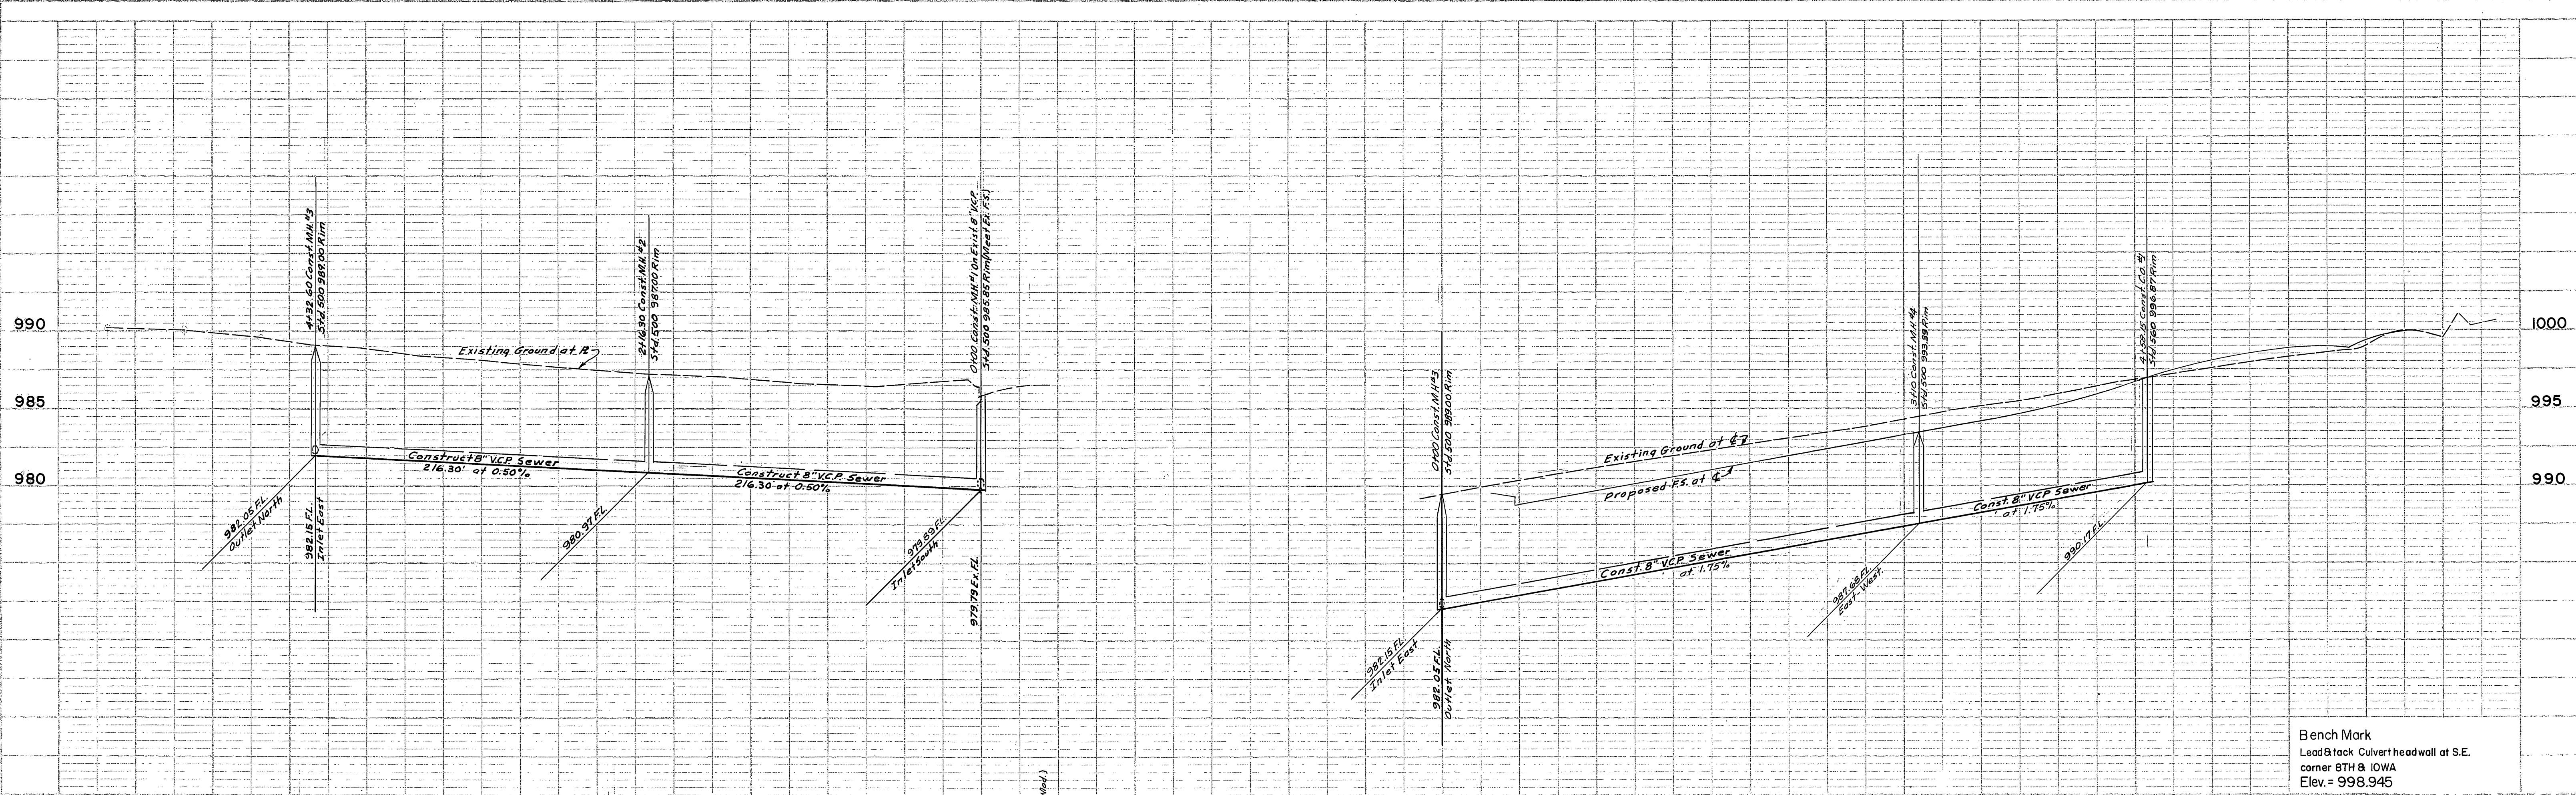 990
985
980
4+32.60 Const. M.H. #3
Std. 500 989.00 Rim
2+16.30 Const. M.H. #2
Std. 500 987.00 Rim
0+00 Const. M.H. #1 On Exist. 8" V.C.P.
Std. 500 985.85 Rim (Meet Ex. F.S.)
Existing Ground at
Construct 8" V.C.P. Sewer
216.30' at 0.50%
Construct 8" V.C.P. Sewer
216.30' at 0.50%
982.05 F.L.
Outlet North
982.15 F.L.
Inlet East
980.97 F.L.
979.89 F.L.
Inlet South
979.79 Ex. F.L.
0+00 Const. M.H. #3
Std. 500 989.00 Rim
3+10 Const. M.H. #4
Std. 500 993.39 Rim
Const. C.O. #1
Std. 560 996.87 Rim
Existing Ground at ℄
Proposed F.S. at ℄
Const. 8" V.C.P. Sewer
at 1.75%
Const. 8" V.C.P. Sewer
at 1.75%
982.15 F.L.
Inlet East
982.05 F.L.
Outlet North
987.68 F.L.
East-West
990.17 F.L.
1000
995
990
Bench Mark
Lead & tack Culvert headwall at S.E.
corner 8TH & IOWA
Elev. = 998.945